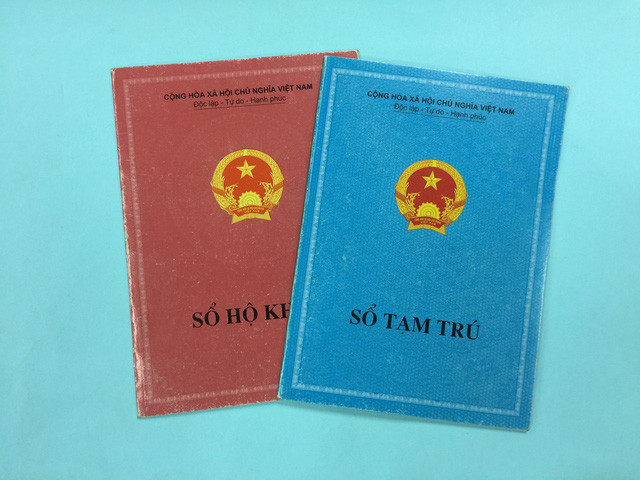 CỘNG HÒA XÃ HỘI CHỦ NGHĨA VIỆT NAM
Độc lập - Tự do - Hạnh phúc
SỔ HỘ KH
CỘNG HÒA XÃ HỘI CHỦ NGHĨA VIỆT NAM
Độc lập - Tự do - Hạnh phúc
SỔ TẠM TRÚ